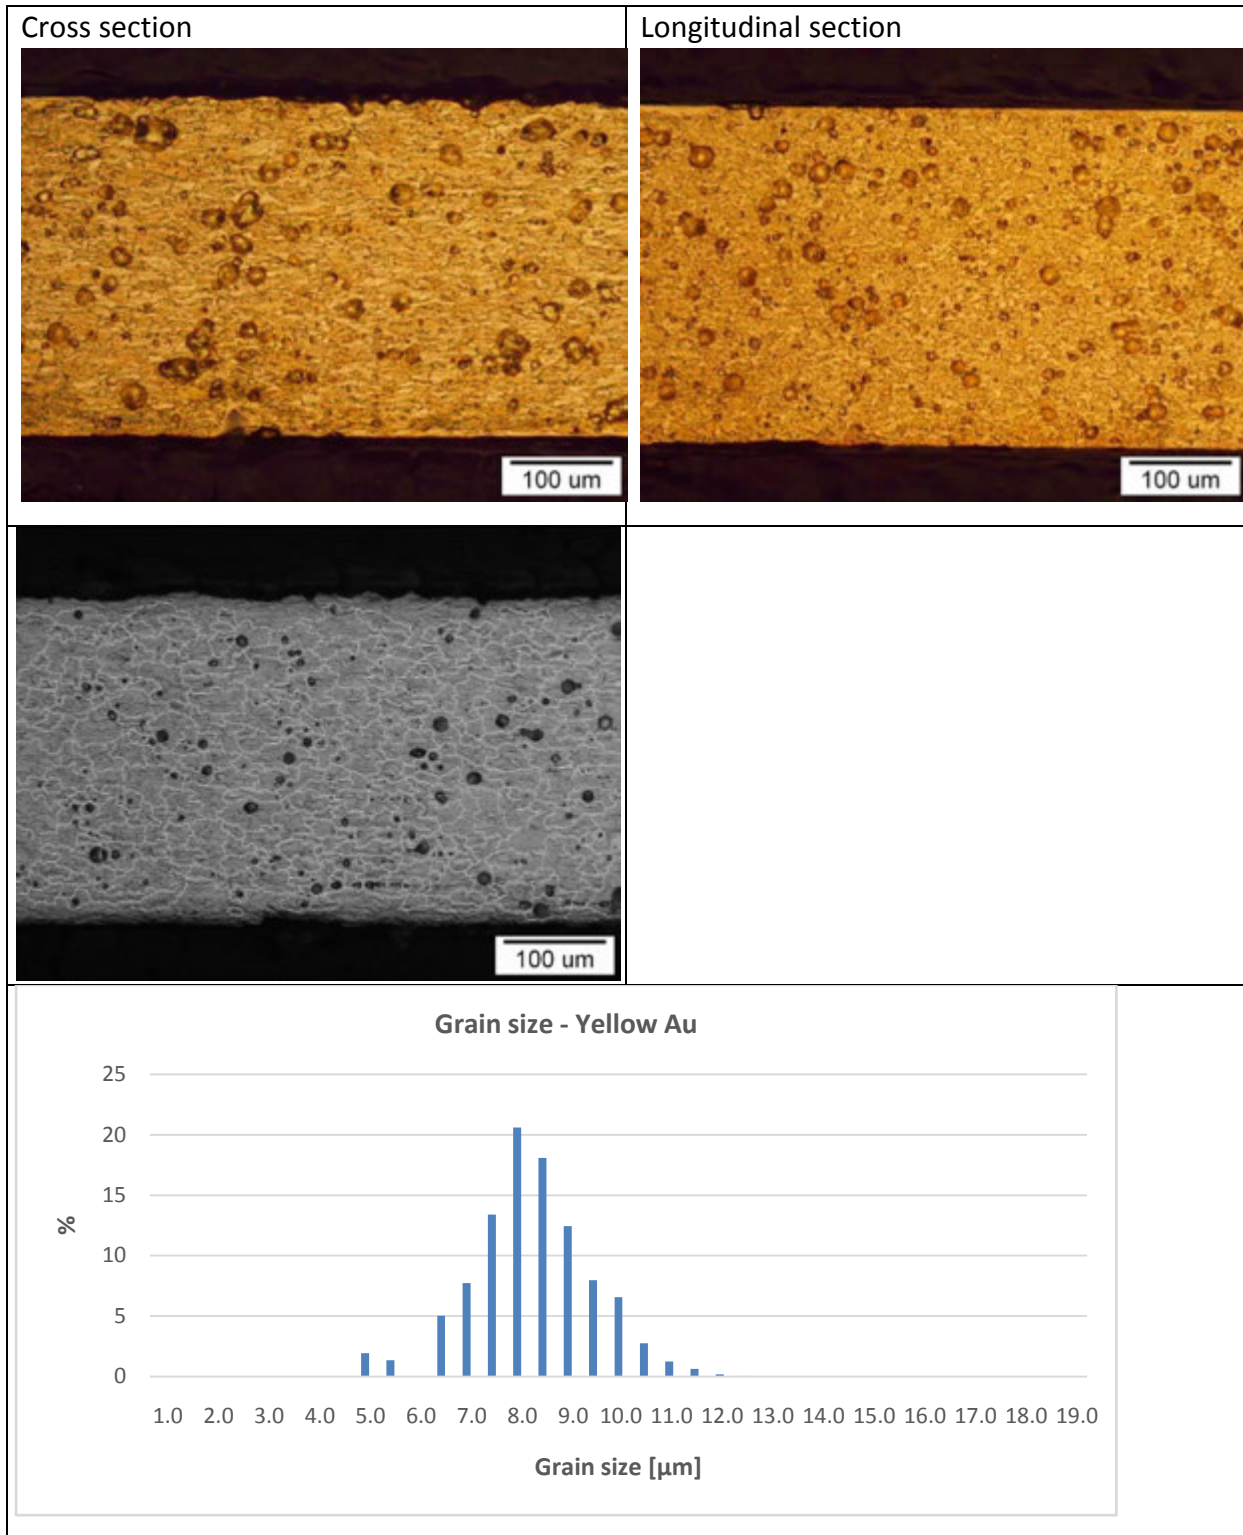 Cross section
Longitudinal section
100 um
100 um
100 um
Grain size - Yellow Au
25
20
15
10
5
0
%
1.0 2.0 3.0 4.0 5.0 6.0 7.0 8.0 9.0 10.0 11.0 12.0 13.0 14.0 15.0 16.0 17.0 18.0 19.0
Grain size [µm]